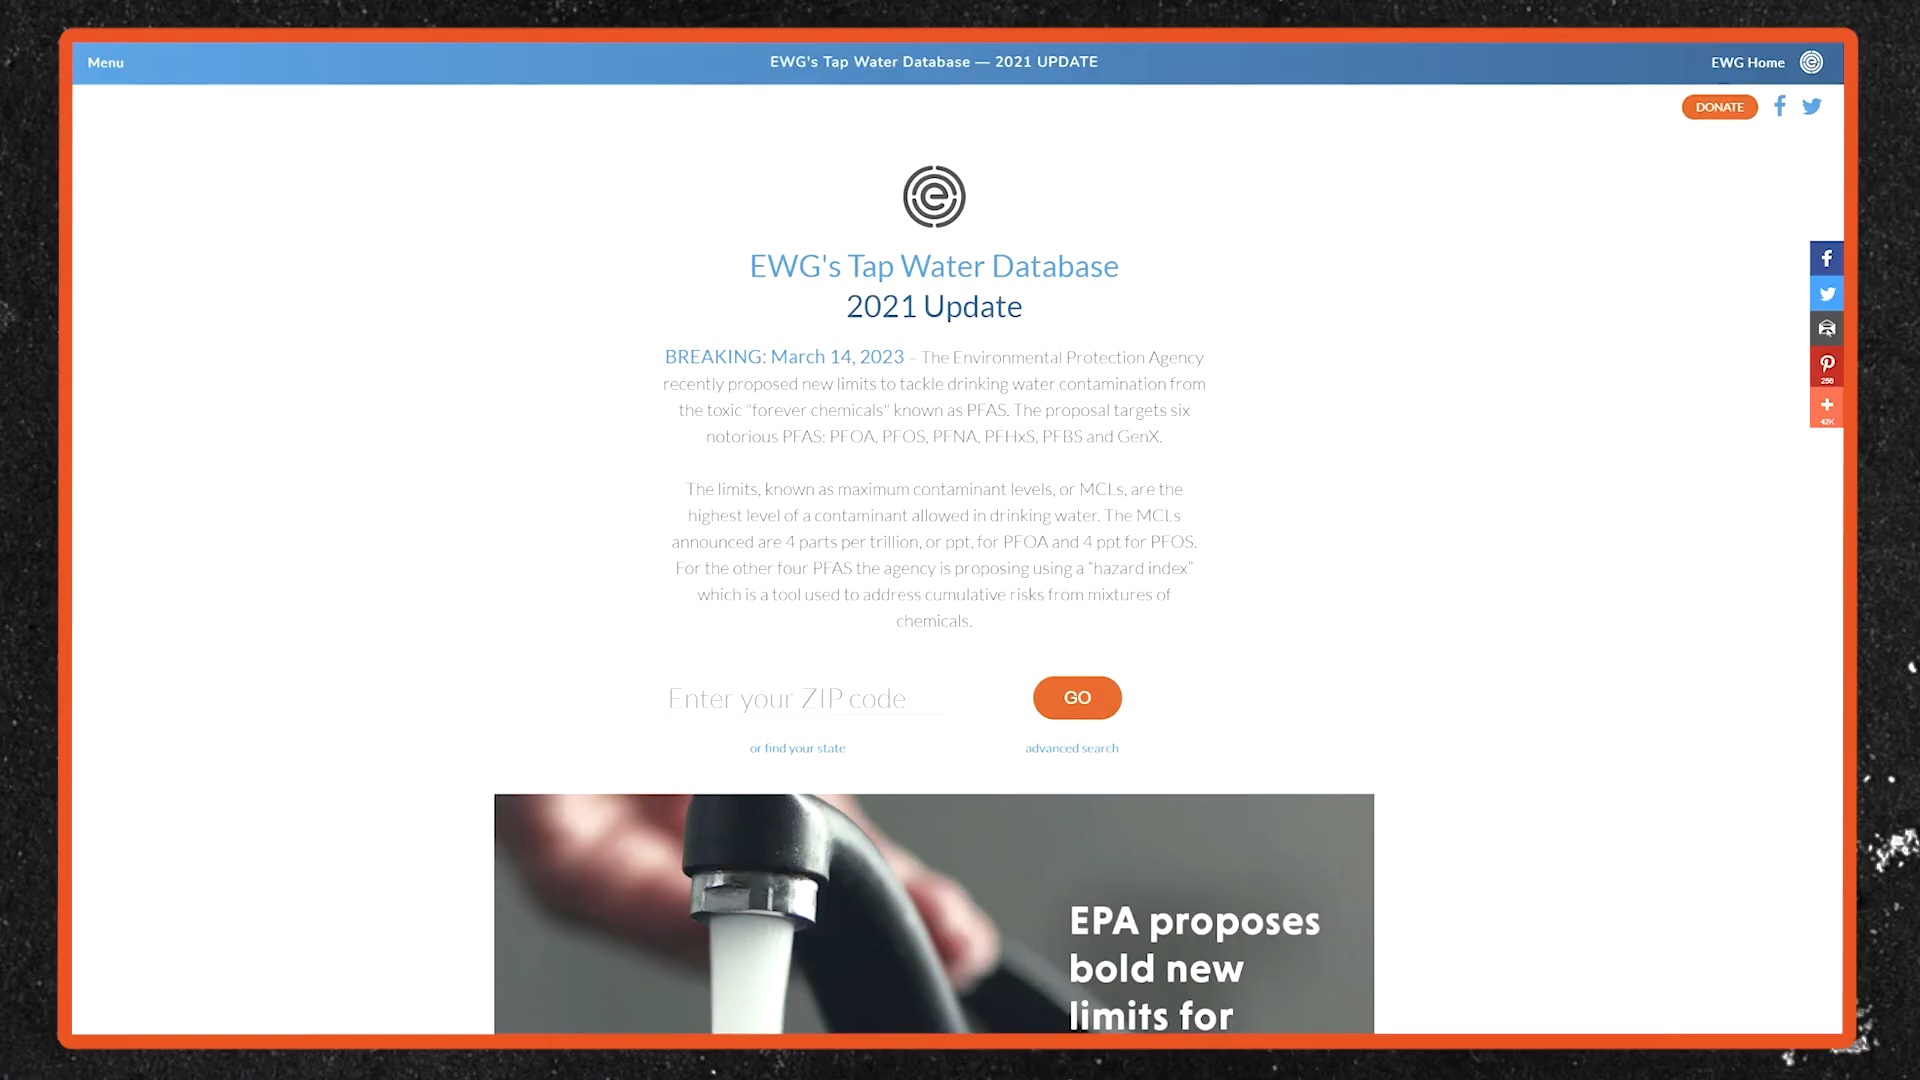 Menu
EWG's Tap Water Database — 2021 UPDATE
EWG Home
DONATE
EWG's Tap Water Database
2021 Update
BREAKING: March 14, 2023 – The Environmental Protection Agency
recently proposed new limits to tackle drinking water contamination from
the toxic "forever chemicals" known as PFAS. The proposal targets six
notorious PFAS: PFOA, PFOS, PFNA, PFHxS, PFBS and GenX.
The limits, known as maximum contaminant levels, or MCLs, are the
highest level of a contaminant allowed in drinking water. The MCLs
announced are 4 parts per trillion, or ppt, for PFOA and 4 ppt for PFOS.
For the other four PFAS the agency is proposing using a “hazard index”
which is a tool used to address cumulative risks from mixtures of
chemicals.
256
42K
Enter your ZIP code
GO
or find your state
advanced search
EPA proposes
bold new
limits for